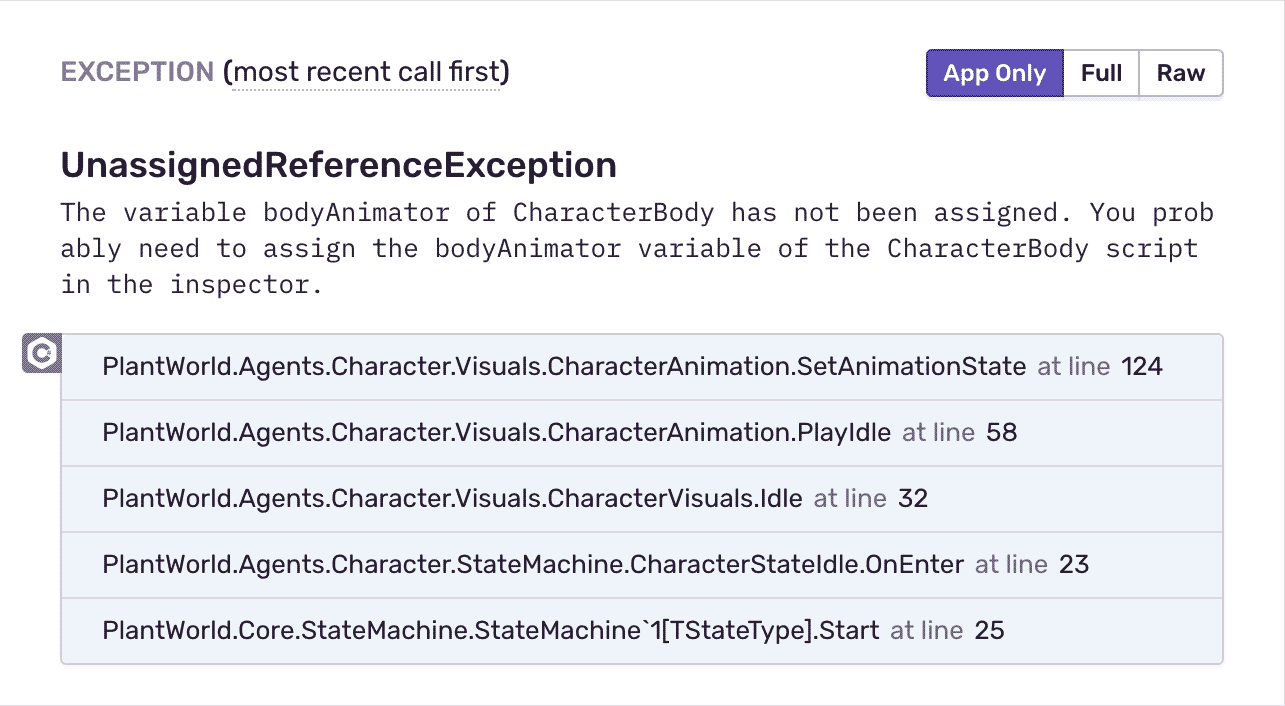 EXCEPTION (most recent call first)
App Only Full Raw
UnassignedReferenceException
The variable bodyAnimator of CharacterBody has not been assigned. You prob
ably need to assign the bodyAnimator variable of the CharacterBody script
in the inspector.
PlantWorld.Agents.Character.Visuals.CharacterAnimation.SetAnimationState at line 124
PlantWorld.Agents.Character.Visuals.CharacterAnimation.PlayIdle at line 58
PlantWorld.Agents.Character.Visuals.CharacterVisuals.Idle at line 32
PlantWorld.Agents.Character.StateMachine.CharacterStateIdle.OnEnter at line 23
PlantWorld.Core.StateMachine.StateMachine`1[TStateType].Start at line 25